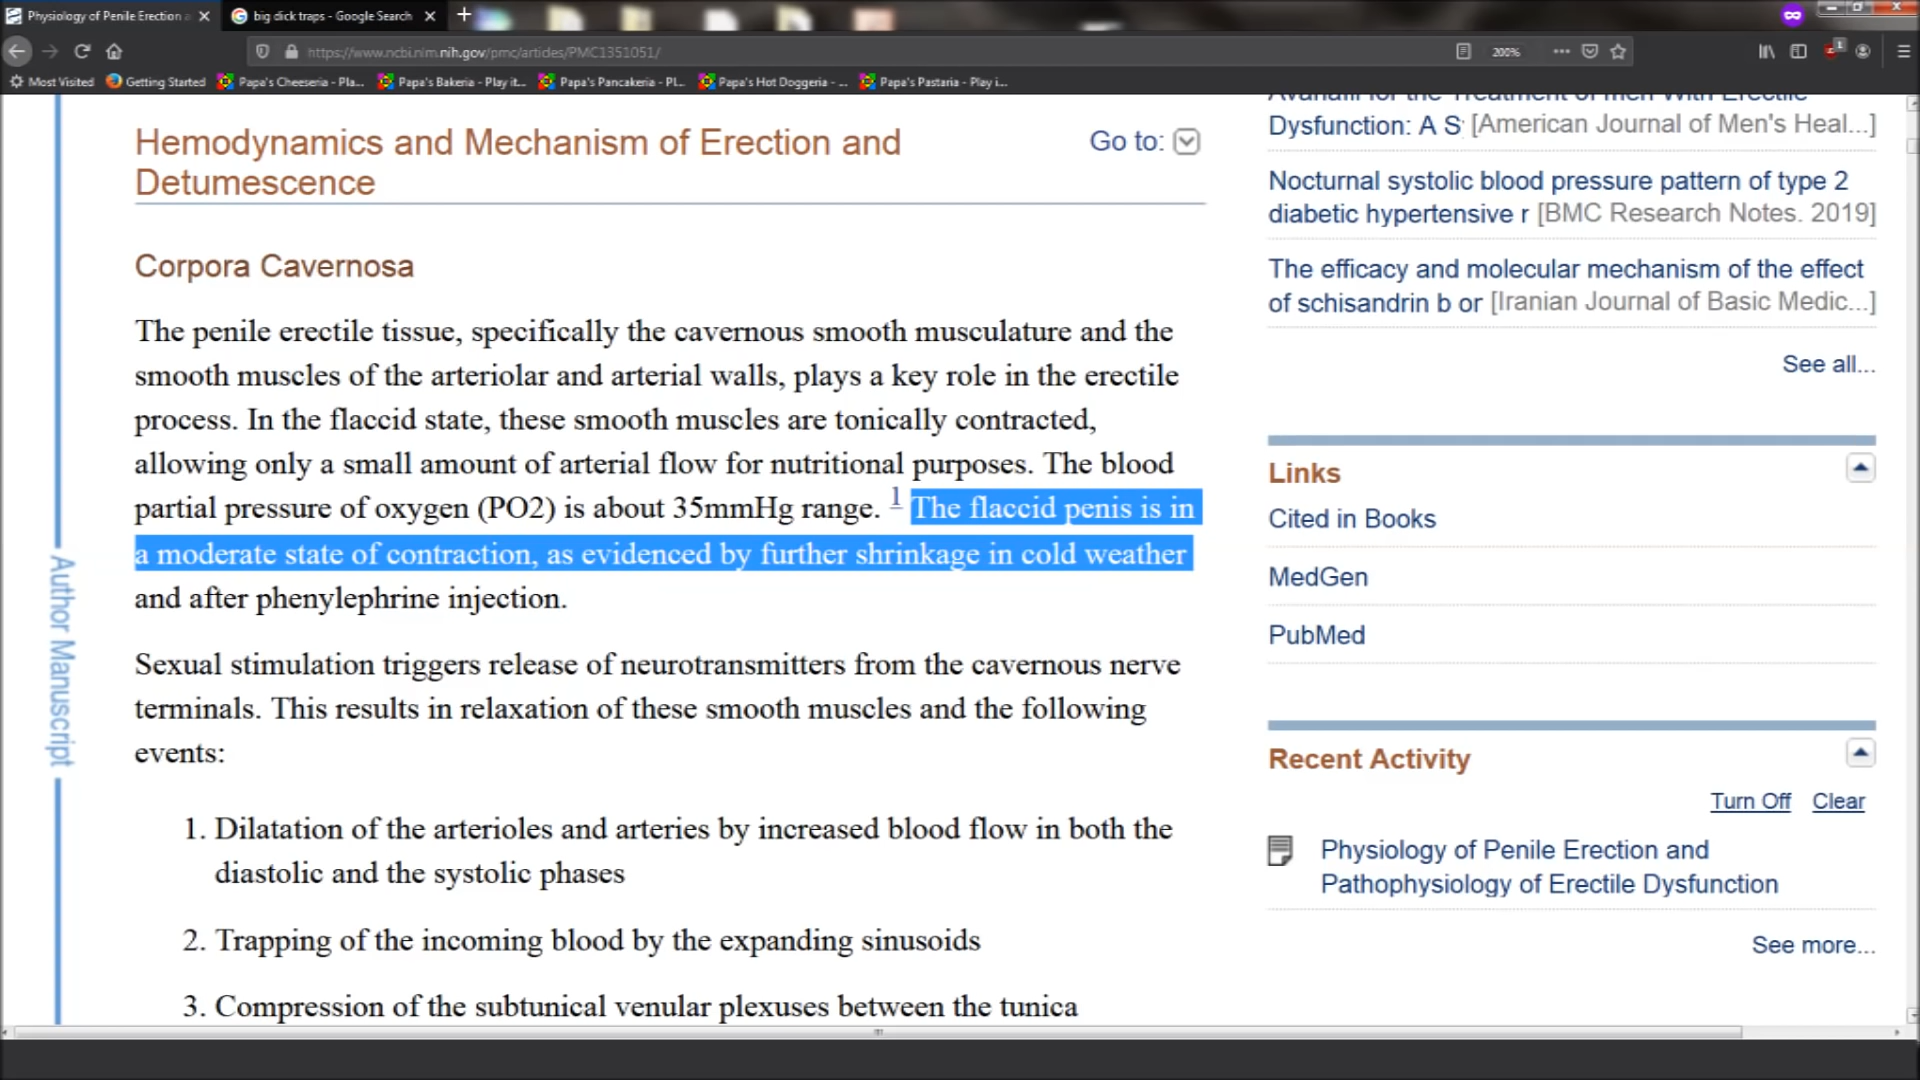 Physiology of Penile Erection a
big dick traps - Google Search
https://www.ncbi.nlm.nih.gov/pmc/articles/PMC1351051/
200%
1
Most Visited
Getting Started
Papa's Cheeseria - Pla...
Papa's Bakeria - Play it...
Papa's Pancakeria - Pl...
Papa's Hot Doggeria - ...
Papa's Pastaria - Play i...
Hemodynamics and Mechanism of Erection and
Detumescence
Go to:
Corpora Cavernosa
The penile erectile tissue, specifically the cavernous smooth musculature and the
smooth muscles of the arteriolar and arterial walls, plays a key role in the erectile
process. In the flaccid state, these smooth muscles are tonically contracted,
allowing only a small amount of arterial flow for nutritional purposes. The blood
partial pressure of oxygen (PO2) is about 35mmHg range. 1 The flaccid penis is in
a moderate state of contraction, as evidenced by further shrinkage in cold weather
and after phenylephrine injection.
Sexual stimulation triggers release of neurotransmitters from the cavernous nerve
terminals. This results in relaxation of these smooth muscles and the following
events:
1. Dilatation of the arterioles and arteries by increased blood flow in both the
diastolic and the systolic phases
2. Trapping of the incoming blood by the expanding sinusoids
3. Compression of the subtunical venular plexuses between the tunica
Author Manuscript
Avanafil for the Treatment of men With Erectile
Dysfunction: A S [American Journal of Men's Heal...]
Nocturnal systolic blood pressure pattern of type 2
diabetic hypertensive r [BMC Research Notes. 2019]
The efficacy and molecular mechanism of the effect
of schisandrin b or [Iranian Journal of Basic Medic...]
See all...
Links
Cited in Books
MedGen
PubMed
Recent Activity
Turn Off Clear
Physiology of Penile Erection and
Pathophysiology of Erectile Dysfunction
See more...